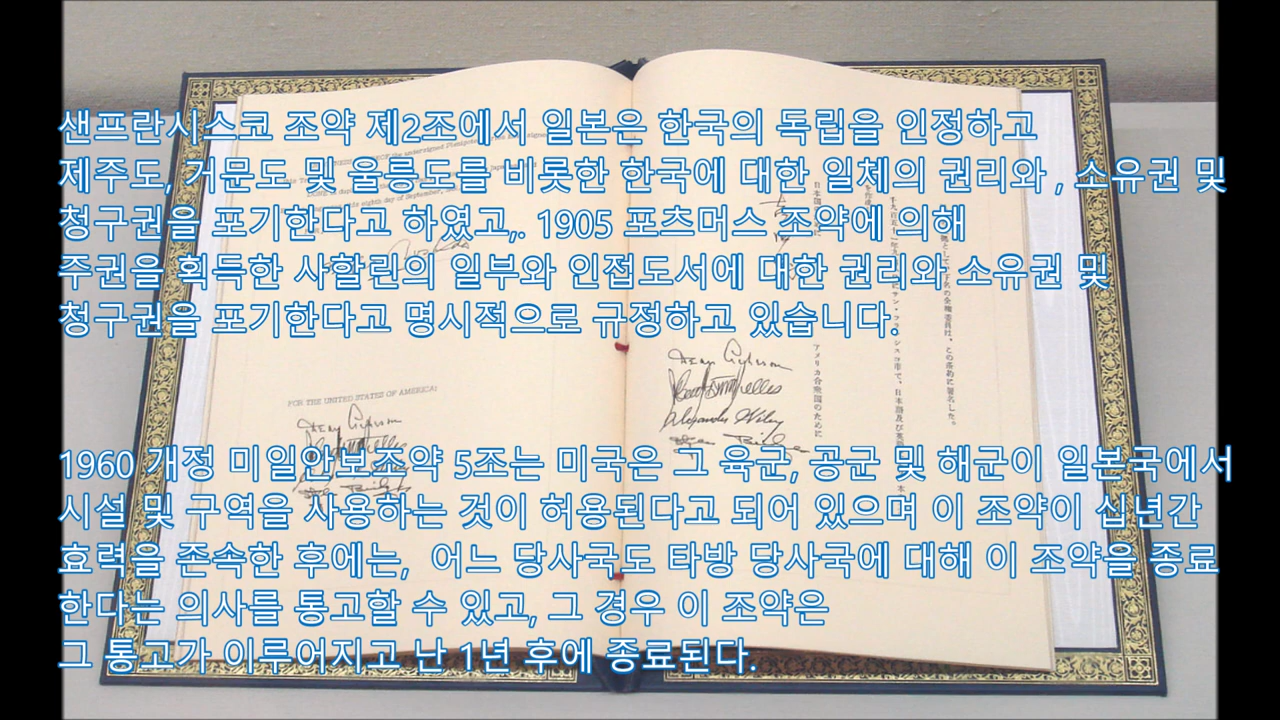 샌프란시스코 조약 제2조에서 일본은 한국의 독립을 인정하고
제주도, 거문도 및 울릉도를 비롯한 한국에 대한 일체의 권리와 , 소유권 및
청구권을 포기한다고 하였고,. 1905 포츠머스 조약에 의해
주권을 획득한 사할린의 일부와 인접도서에 대한 권리와 소유권 및
청구권을 포기한다고 명시적으로 규정하고 있습니다.
1960 개정 미일안보조약 5조는 미국은 그 육군, 공군 및 해군이 일본국에서
시설 및 구역을 사용하는 것이 허용된다고 되어 있으며 이 조약이 십년간
효력을 존속한 후에는, 어느 당사국도 타방 당사국에 대해 이 조약을 종료
한다는 의사를 통고할 수 있고, 그 경우 이 조약은
그 통고가 이루어지고 난 1년 후에 종료된다.
FOR THE UNITED STATES OF AMERICA:
アメリカ合衆国のために
日本国のために